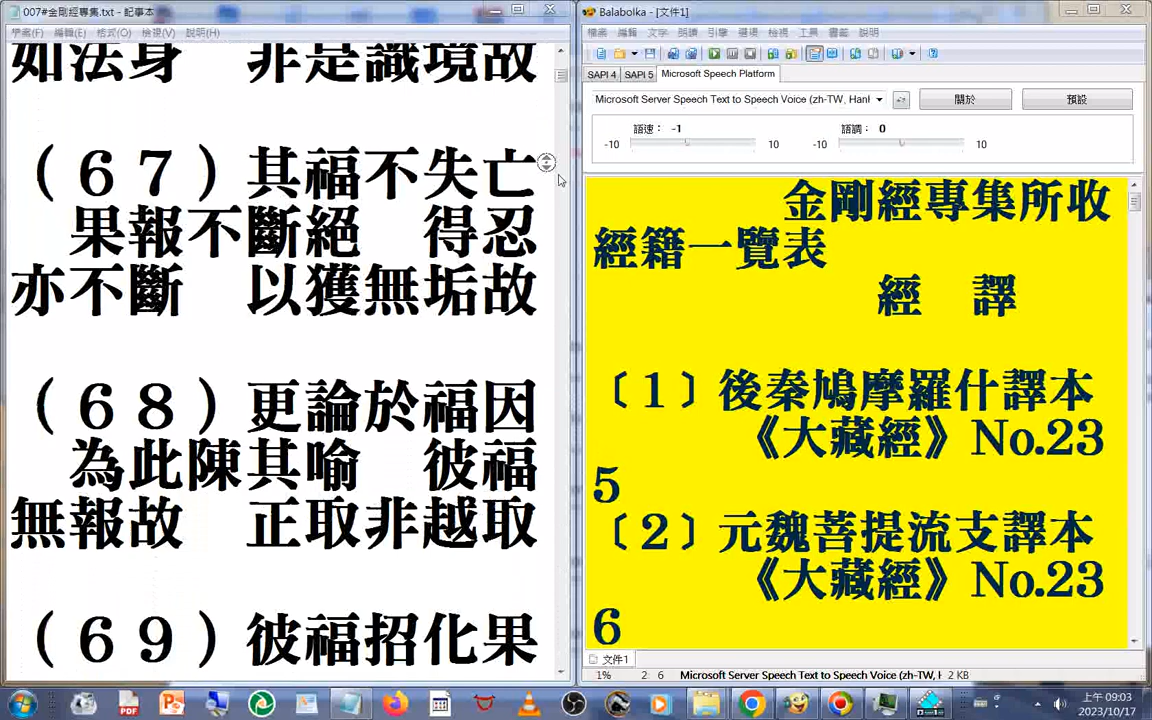 007#金剛經專集.txt - 記事本
檔案(F) 編輯(E) 格式(O) 檢視(V) 說明(H)
如法身　非是識境故
（６７）其福不失亡
果報不斷絕　得忍
亦不斷　以獲無垢故
（６８）更論於福因
為此陳其喻　彼福
無報故　正取非越取
（６９）彼福招化果
Balabolka - [文件1]
檔案 編輯 文字 朗讀 引擎 選項 檢視 工具 書籤 說明
SAPI 4 SAPI 5 Microsoft Speech Platform
Microsoft Server Speech Text to Speech Voice (zh-TW, Hanl
關於 預設
語速： -1 語調： 0
-10 10 -10 10
金剛經專集所收
經籍一覽表
經　譯
〔１〕後秦鳩摩羅什譯本
《大藏經》No.23
5
〔２〕元魏菩提流支譯本
《大藏經》No.23
6
文件1
1% 2: 6 Microsoft Server Speech Text to Speech Voice (zh-TW, H 2 KB
上午 09:03
2023/10/17